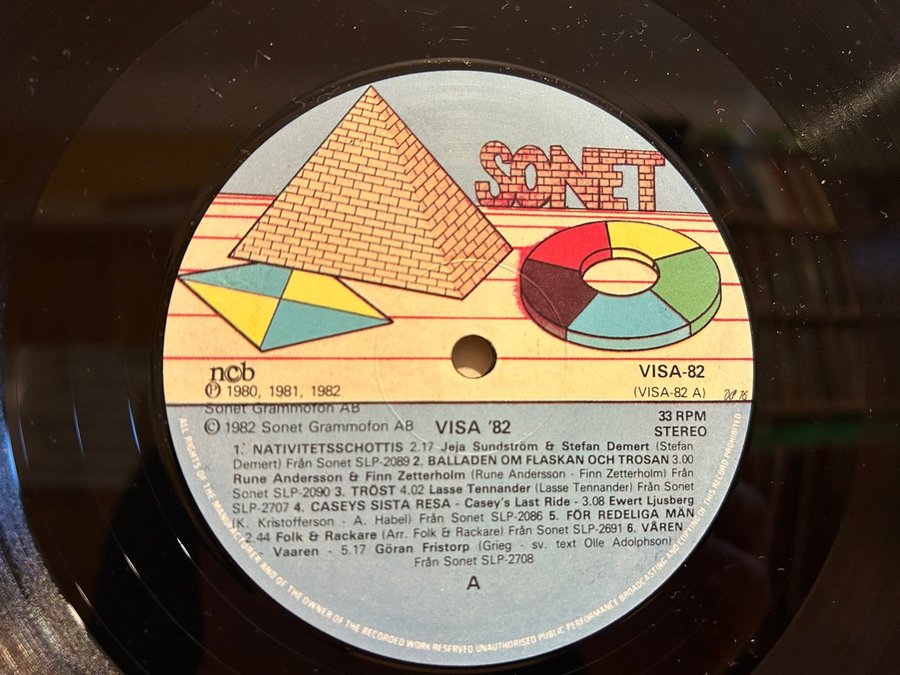 SONET
ncb
℗ 1980, 1981, 1982
Sonet Grammofon AB
© 1982 Sonet Grammofon AB
VISA '82
VISA-82
(VISA-82 A)
33 RPM
STEREO
1. NATIVITETSSCHOTTIS 2.17 Jeja Sundström & Stefan Demert (Stefan
Demert) Från Sonet SLP-2089 2. BALLADEN OM FLASKAN OCH TROSAN 3.00
Rune Andersson & Finn Zetterholm (Rune Andersson - Finn Zetterholm) Från
Sonet SLP-2090 3. TRÖST 4.02 Lasse Tennander (Lasse Tennander) Från Sonet
SLP-2707 4. CASEYS SISTA RESA - Casey's Last Ride - 3.08 Ewert Ljusberg
(K. Kristofferson - A. Habel) Från Sonet SLP-2086 5. FÖR REDELIGA MÄN
2.44 Folk & Rackare (Arr. Folk & Rackare) Från Sonet SLP-2691 6. VÅREN -
Vaaren - 5.17 Göran Fristorp (Grieg - sv. text Olle Adolphson)
Från Sonet SLP-2708
A
ALL RIGHTS OF THE MANUFACTURER AND OF THE OWNER OF THE RECORDED WORK RESERVED UNAUTHORISED PUBLIC PERFORMANCE BROADCASTING AND COPYING OF THIS RECORD PROHIBITED